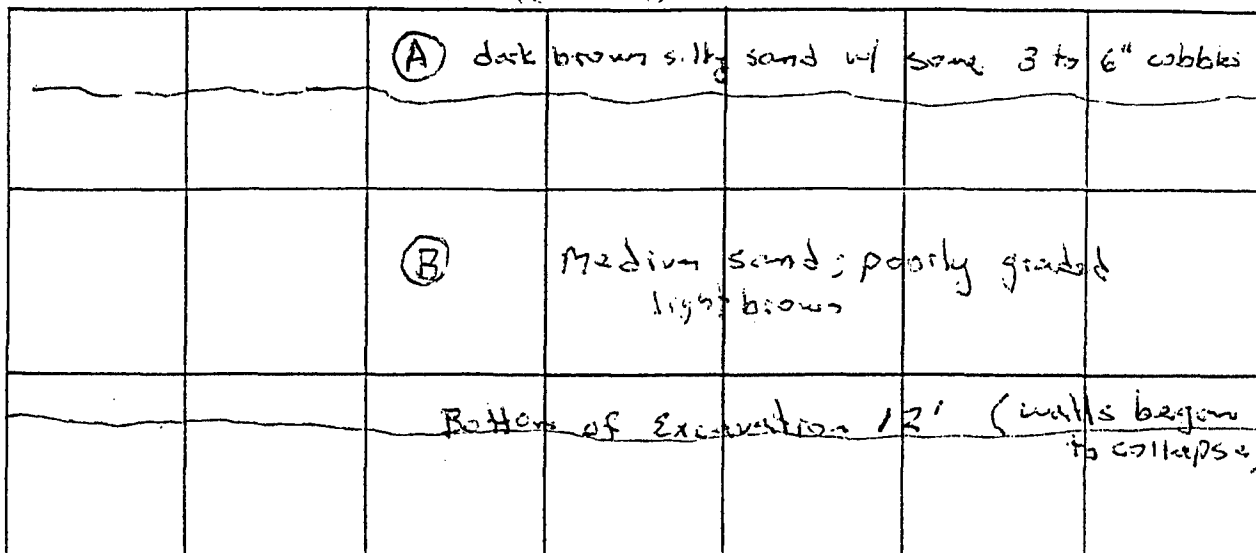 A dark brown silty sand w/ some 3 to 6" cobbles
B Medium sand; poorly graded
light brown
Bottom of Excavation 12' (walls began
to collapse